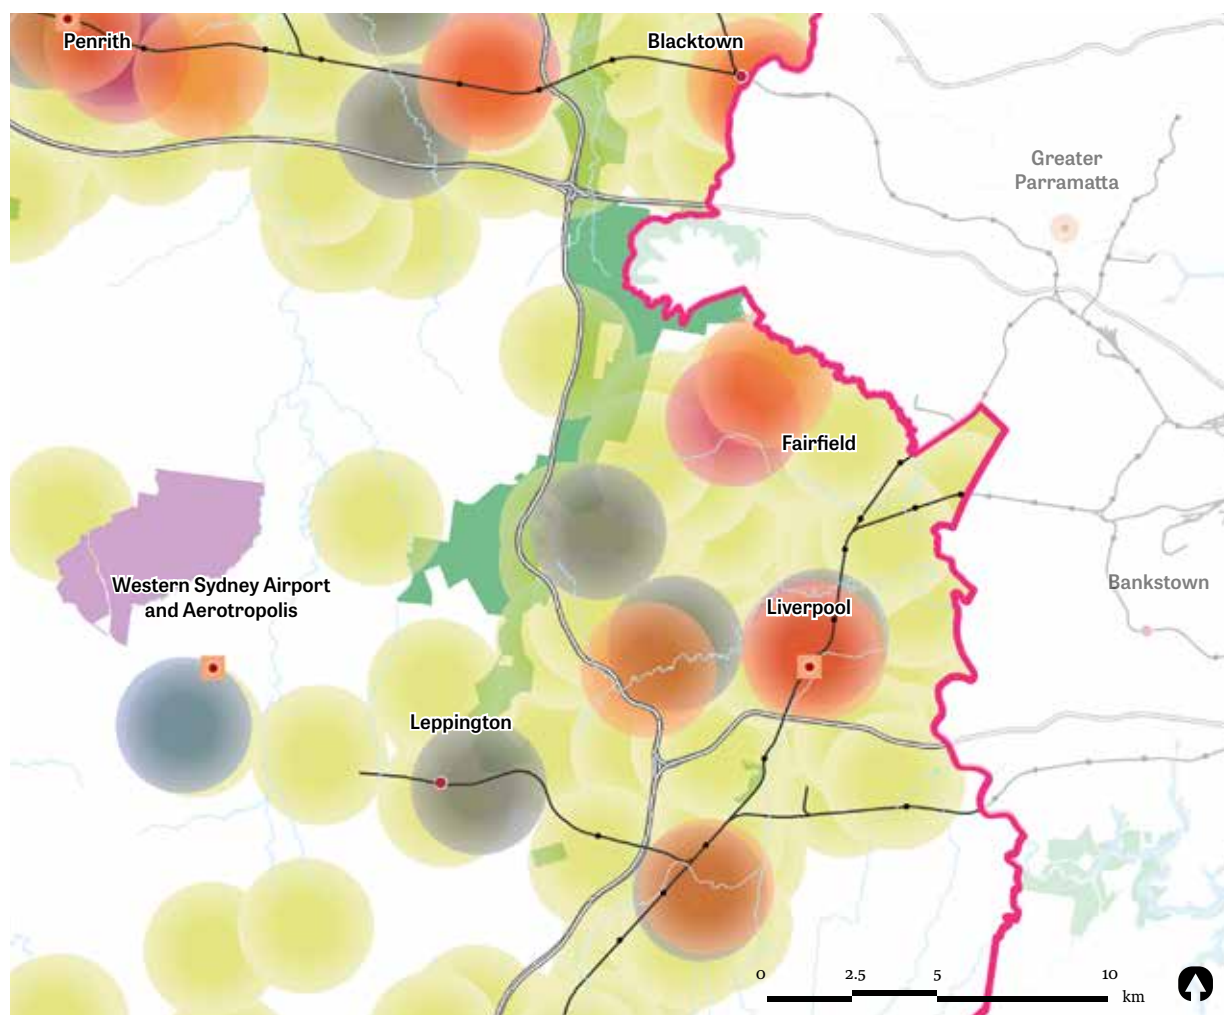 Penrith
Blacktown
Greater
Parramatta
Fairfield
Western Sydney Airport
and Aerotropolis
Bankstown
Liverpool
Leppington
0
2.5
5
10
km